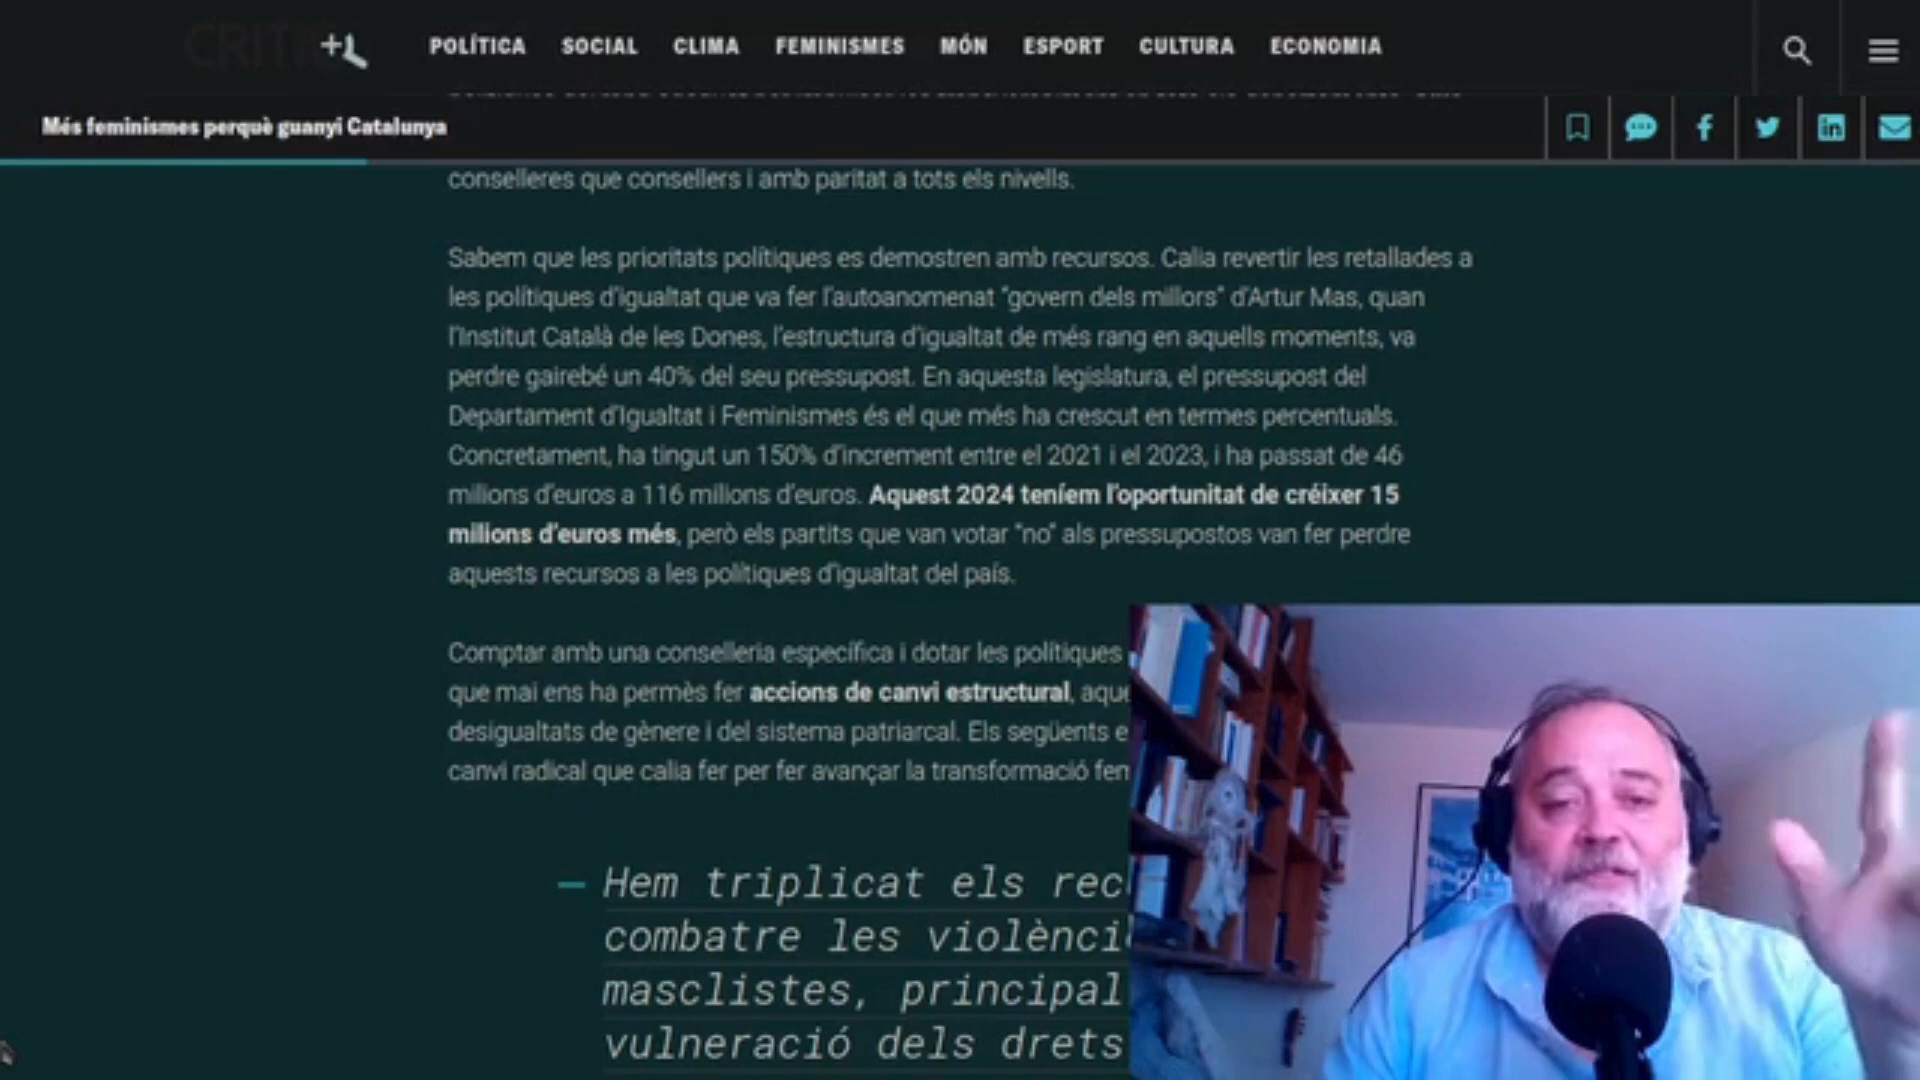 CRITIC
POLÍTICA SOCIAL CLIMA FEMINISMES MÓN ESPORT CULTURA ECONOMIA
Més feminismes perquè guanyi Catalunya
conselleres que consellers i amb paritat a tots els nivells.
Sabem que les prioritats polítiques es demostren amb recursos. Calia revertir les retallades a
les polítiques d'igualtat que va fer l'autoanomenat “govern dels millors” d'Artur Mas, quan
l'Institut Català de les Dones, l'estructura d'igualtat de més rang en aquells moments, va
perdre gairebé un 40% del seu pressupost. En aquesta legislatura, el pressupost del
Departament d'Igualtat i Feminismes és el que més ha crescut en termes percentuals.
Concretament, ha tingut un 150% d'increment entre el 2021 i el 2023, i ha passat de 46
milions d'euros a 116 milions d'euros. Aquest 2024 teníem l'oportunitat de créixer 15
milions d'euros més, però els partits que van votar “no” als pressupostos van fer perdre
aquests recursos a les polítiques d'igualtat del país.
Comptar amb una conselleria específica i dotar les polítiques
que mai ens ha permès fer accions de canvi estructural, aque
desigualtats de gènere i del sistema patriarcal. Els següents e
canvi radical que calia fer per fer avançar la transformació fem
— Hem triplicat els rec
combatre les violènci
masclistes, principal
vulneració dels drets